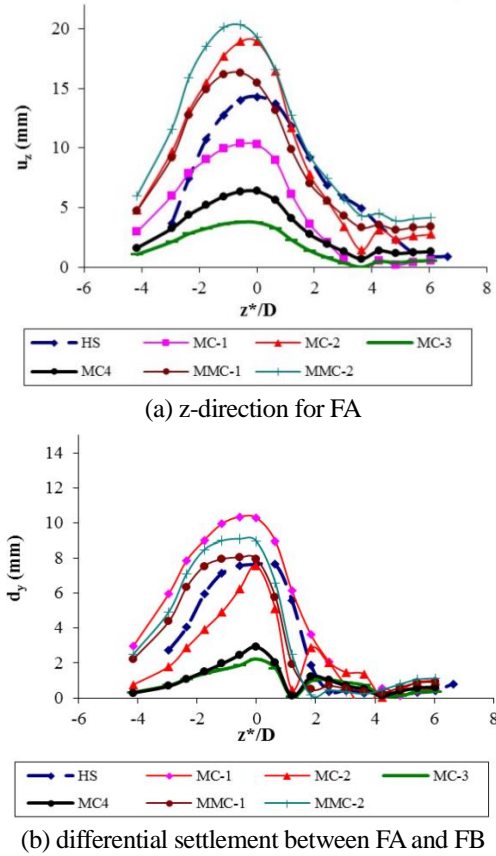 20
15
10
5
0
u_z (mm)
-6 -4 -2 0 2 4 6 8
z*/D
HS MC-1 MC-2 MC-3
MC4 MMC-1 MMC-2
(a) z-direction for FA
14
12
10
8
6
4
2
0
d_y (mm)
-6 -4 -2 0 2 4 6 8
z*/D
HS MC-1 MC-2 MC-3
MC4 MMC-1 MMC-2
(b) differential settlement between FA and FB